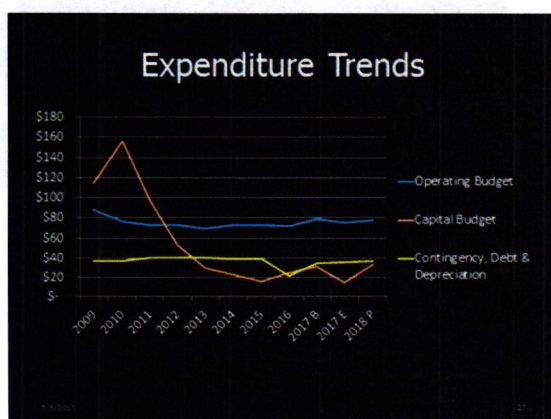 Expenditure Trends
$180
$160
$140
$120
$100
$80
$60
$40
$20
$-
2009
2010
2011
2012
2013
2014
2015
2016
2017 B
2017 E
2018 P
Operating Budget
Capital Budget
Contingency, Debt &
Depreciation